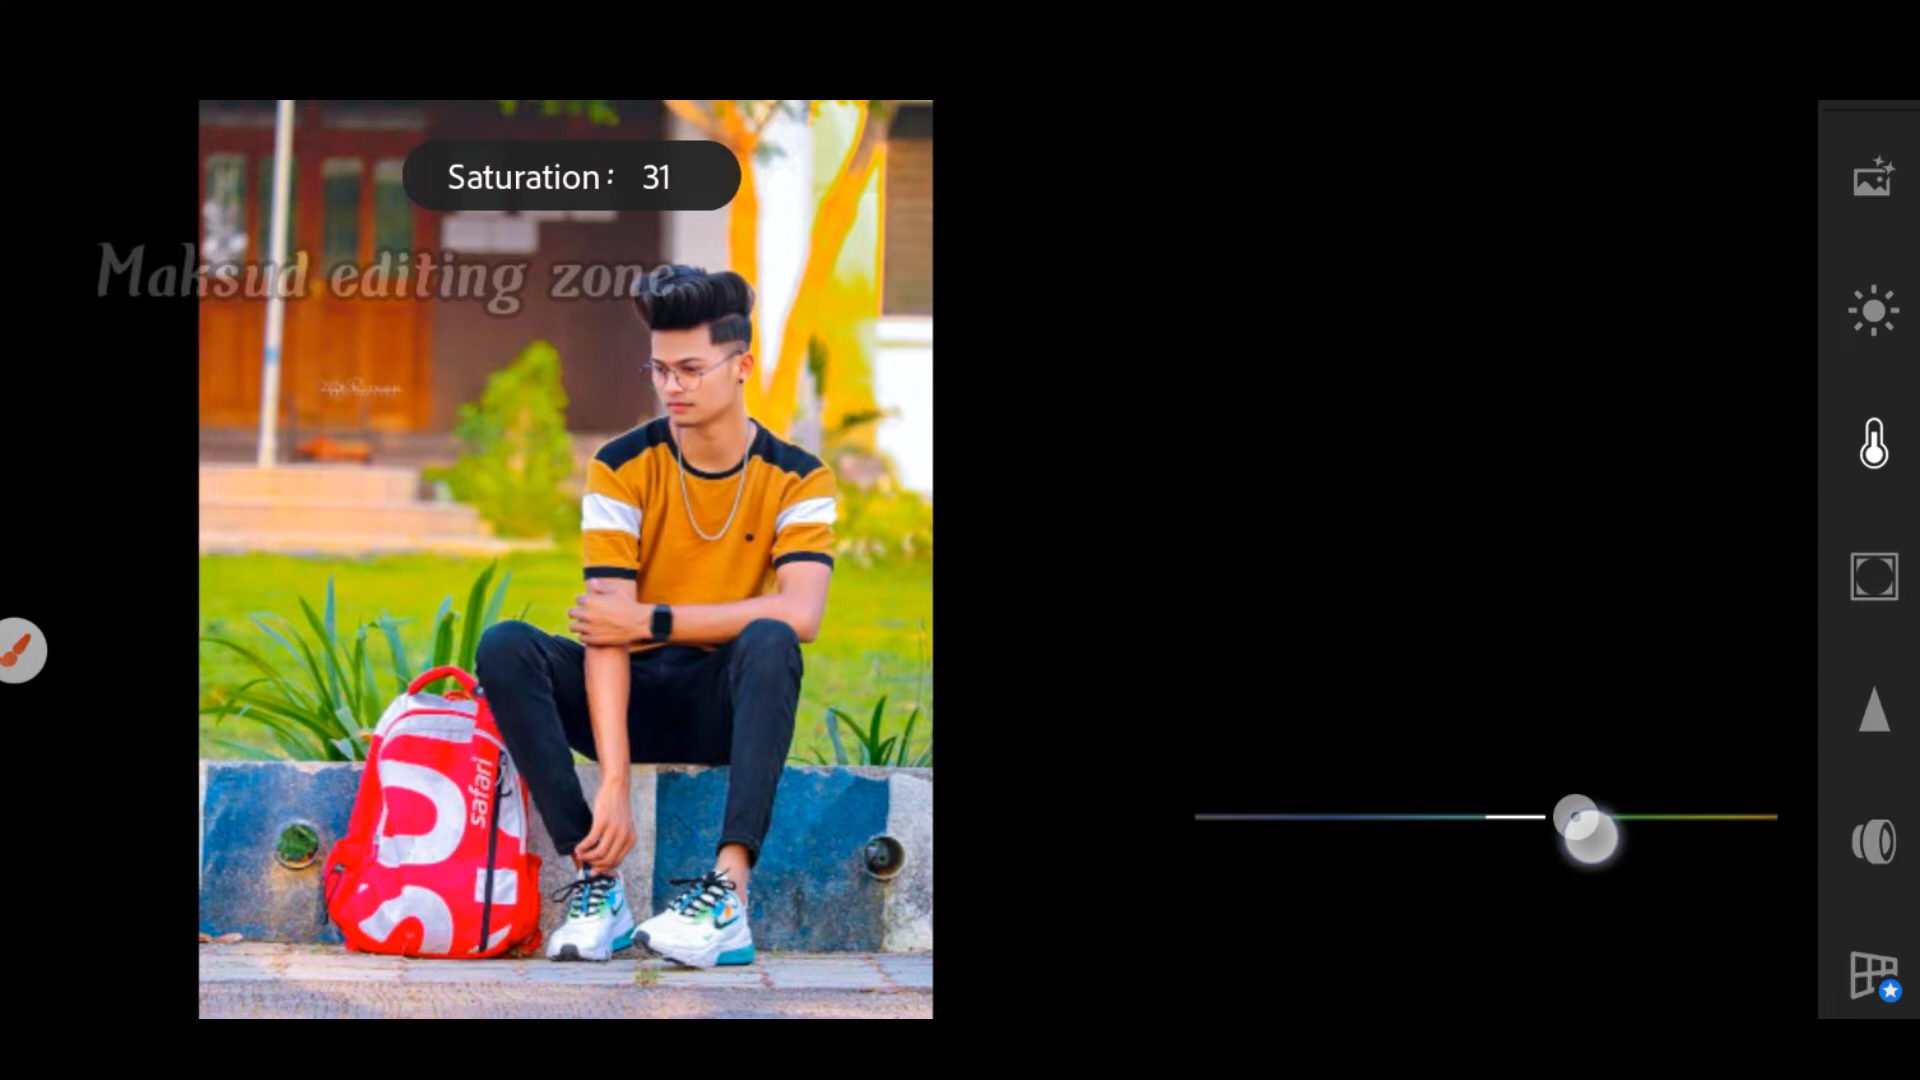 Saturation : 31
Maksud editing zone
safari